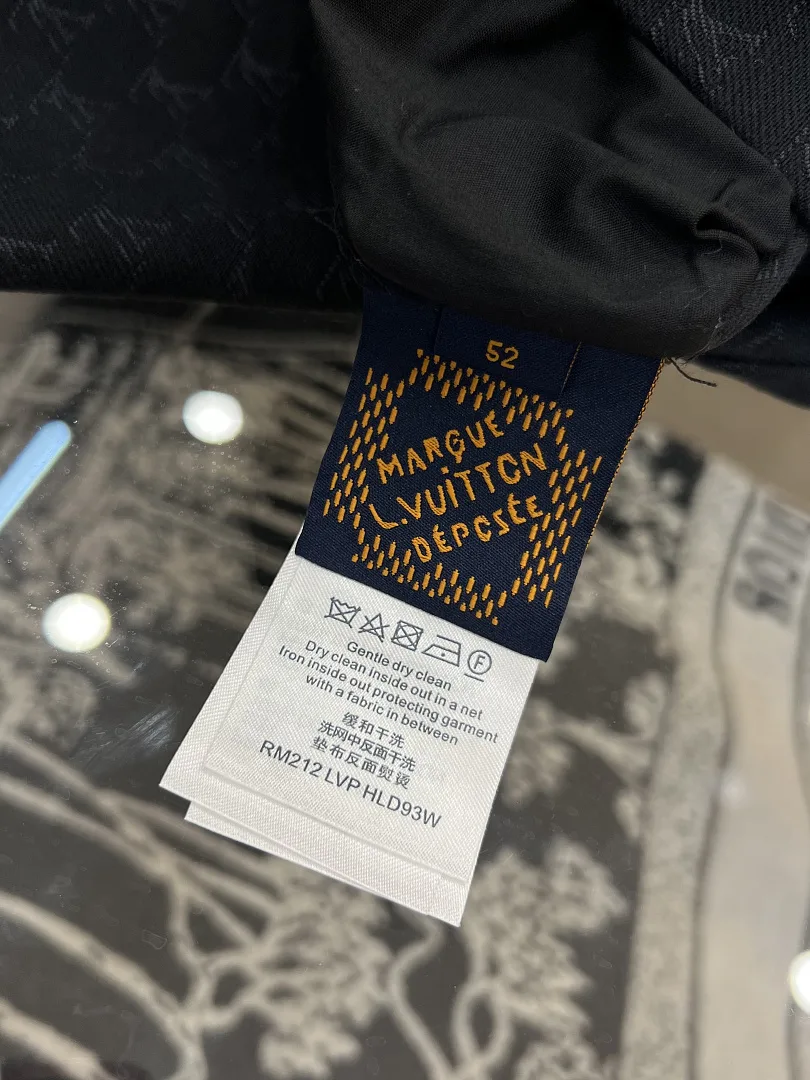 52
MARQUE
L.VUITTON
DÉPOSÉE
F
Gentle dry clean
Dry clean inside out in a net
Iron inside out protecting garment
with a fabric in between
缓和干洗
洗网中反面干洗
垫布反面熨烫
RM212 LVP HLD93W